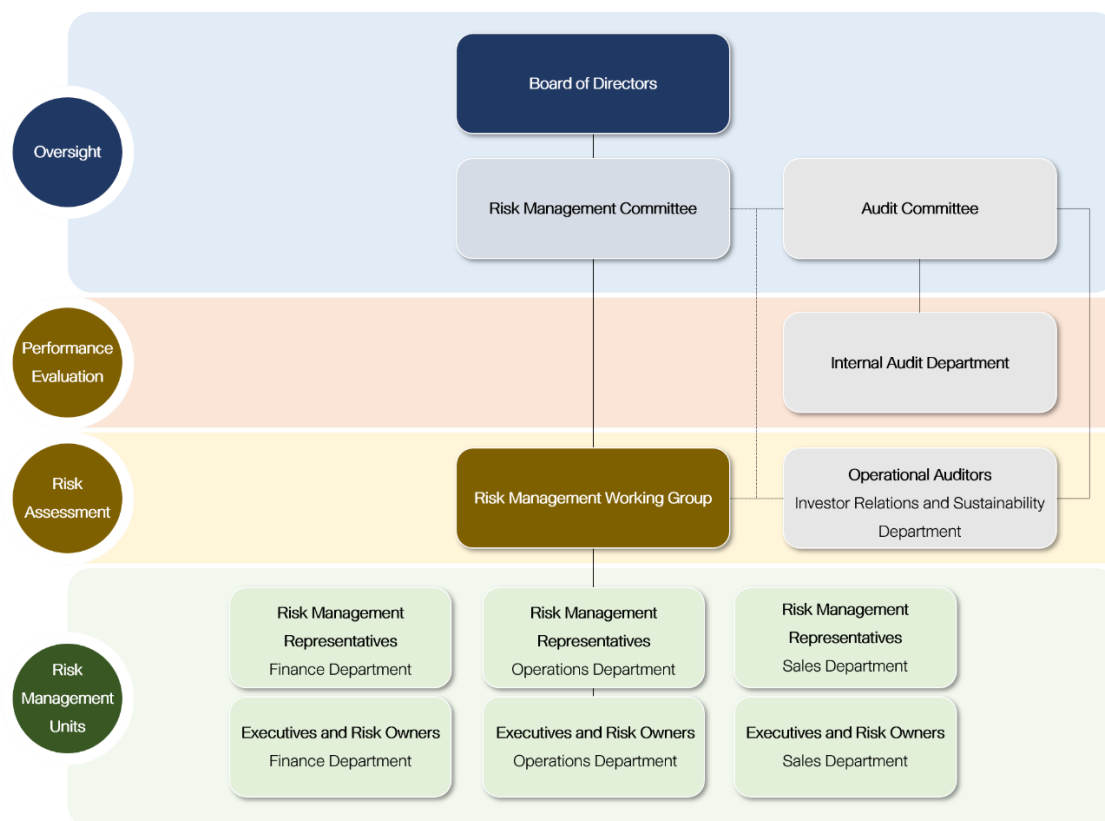 Oversight
Board of Directors
Risk Management Committee
Audit Committee
Performance
Evaluation
Internal Audit Department
Risk
Assessment
Risk Management Working Group
Operational Auditors
Investor Relations and Sustainability
Department
Risk
Management
Units
Risk Management
Representatives
Finance Department
Risk Management
Representatives
Operations Department
Risk Management
Representatives
Sales Department
Executives and Risk Owners
Finance Department
Executives and Risk Owners
Operations Department
Executives and Risk Owners
Sales Department